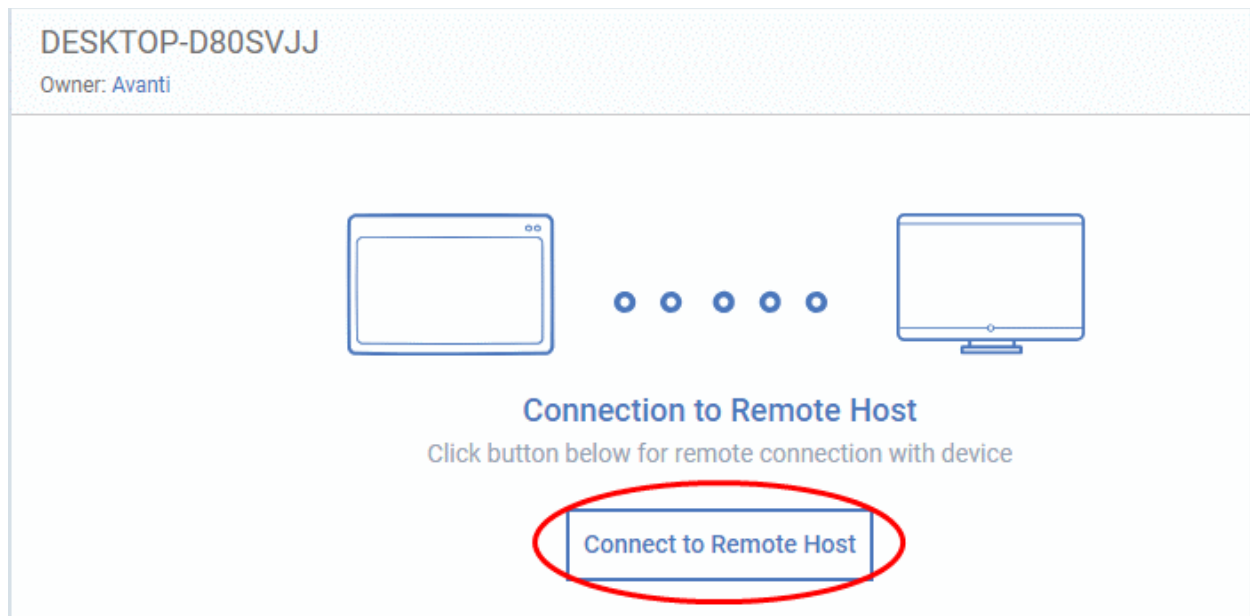 DESKTOP-D80SVJJ
Owner: Avanti
Connection to Remote Host
Click button below for remote connection with device
Connect to Remote Host